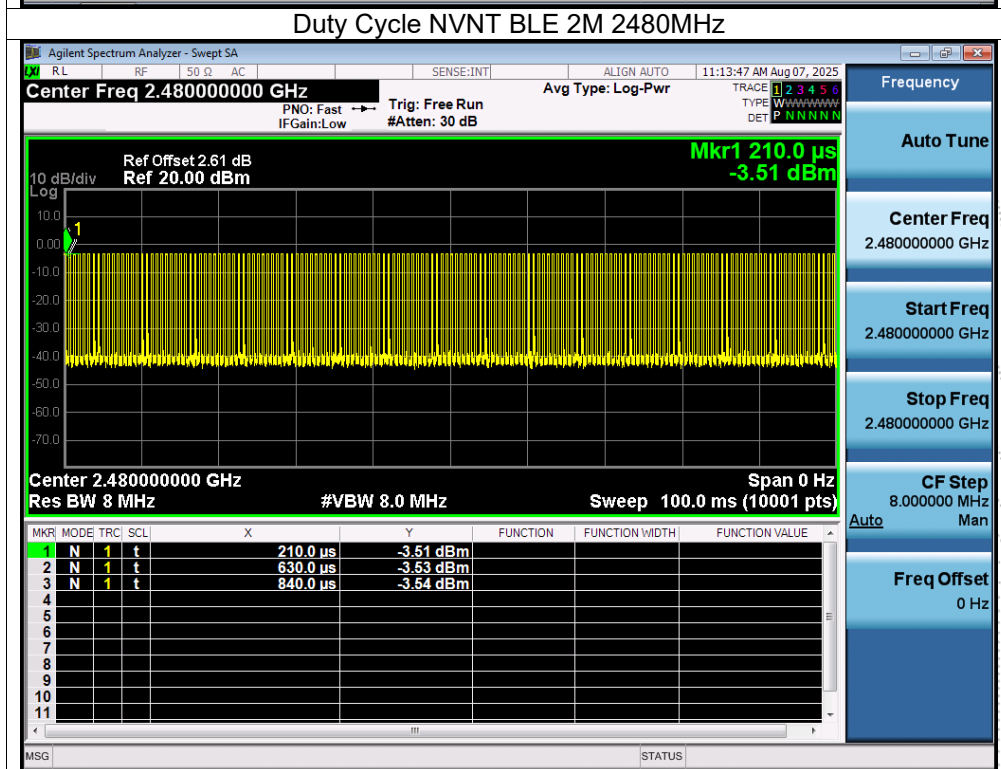 Duty Cycle NVNT BLE 2M 2480MHz
Agilent Spectrum Analyzer - Swept SA
LXI RL RF 50 Ω AC SENSE:INT ALIGN AUTO 11:13:47 AM Aug 07, 2025
Center Freq 2.480000000 GHz Avg Type: Log-Pwr TRACE 1 2 3 4 5 6
PNO: Fast Trig: Free Run TYPE WWWWWW
IFGain:Low #Atten: 30 dB DET P N N N N N
Mkr1 210.0 µs
-3.51 dBm
Ref Offset 2.61 dB
10 dB/div Ref 20.00 dBm
Log
10.0
1
0.00
-10.0
-20.0
-30.0
-40.0
-50.0
-60.0
-70.0
Center 2.480000000 GHz Span 0 Hz
Res BW 8 MHz #VBW 8.0 MHz Sweep 100.0 ms (10001 pts)
MKR MODE TRC SCL X Y FUNCTION FUNCTION WIDTH FUNCTION VALUE
1 N 1 t 210.0 µs -3.51 dBm
2 N 1 t 630.0 µs -3.53 dBm
3 N 1 t 840.0 µs -3.54 dBm
4
5
6
7
8
9
10
11
MSG STATUS
Frequency
Auto Tune
Center Freq
2.480000000 GHz
Start Freq
2.480000000 GHz
Stop Freq
2.480000000 GHz
CF Step
8.000000 MHz
Auto Man
Freq Offset
0 Hz